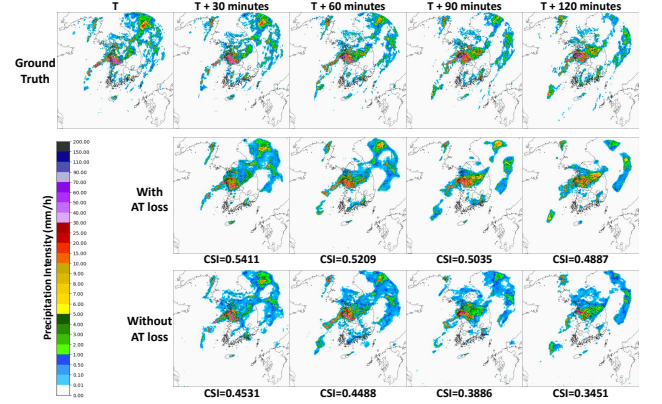 T
T + 30 minutes
T + 60 minutes
T + 90 minutes
T + 120 minutes
Ground
Truth
Precipitation Intensity (mm/h)
200.00
150.00
110.00
90.00
70.00
60.00
50.00
40.00
30.00
25.00
20.00
15.00
10.00
9.00
8.00
7.00
6.00
5.00
4.00
3.00
2.00
1.00
0.50
0.10
0.01
0.00
With
AT loss
CSI=0.5411
CSI=0.5209
CSI=0.5035
CSI=0.4887
Without
AT loss
CSI=0.4531
CSI=0.4488
CSI=0.3886
CSI=0.3451